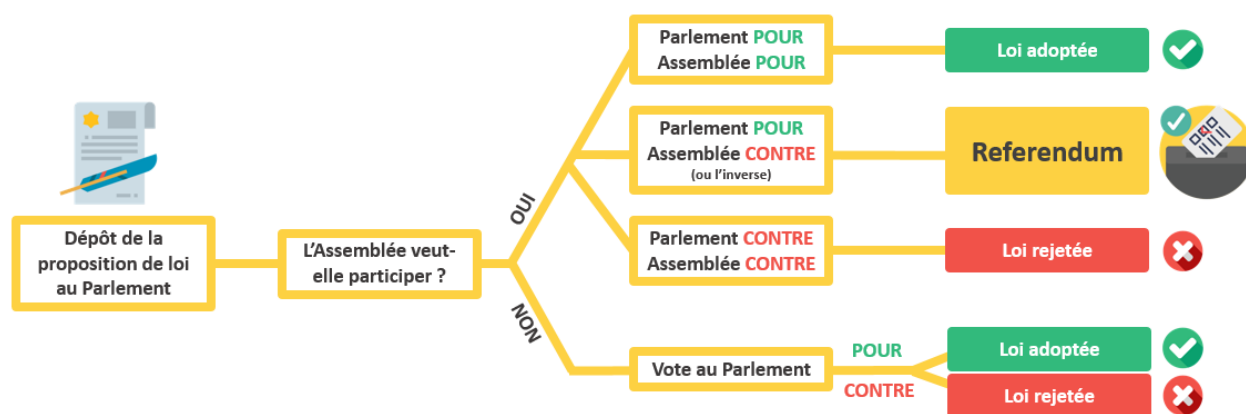 Dépôt de la
proposition de loi
au Parlement
L'Assemblée veut-
elle participer ?
OUI
NON
Parlement POUR
Assemblée POUR
Loi adoptée
Parlement POUR
Assemblée CONTRE
(ou l'inverse)
Referendum
Parlement CONTRE
Assemblée CONTRE
Loi rejetée
Vote au Parlement
POUR
CONTRE
Loi adoptée
Loi rejetée